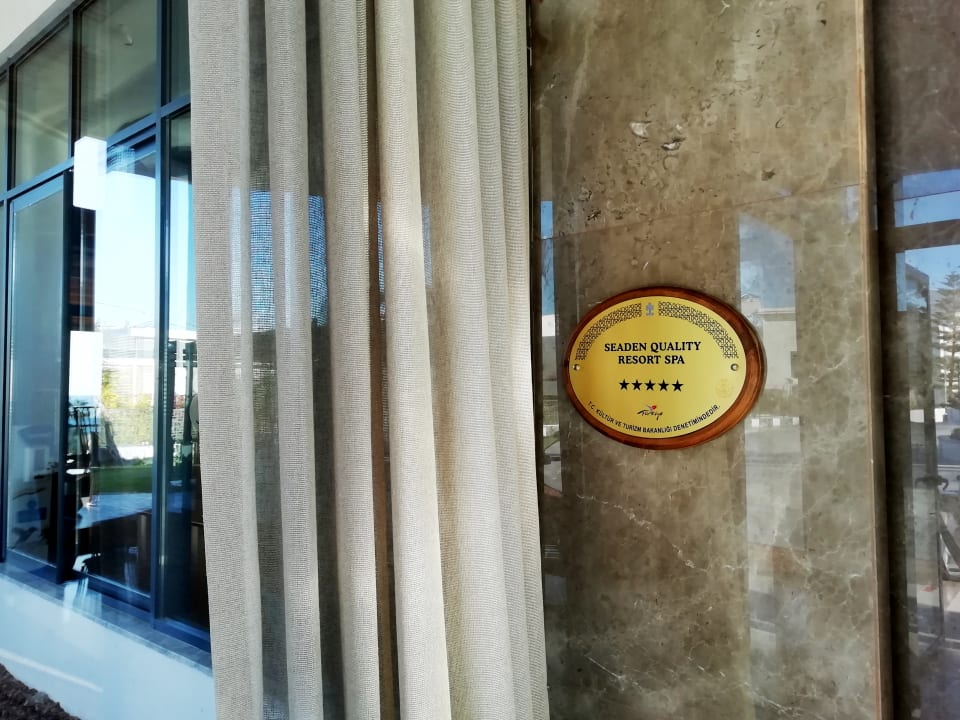 SEADEN QUALITY
RESORT SPA
Türkiye
T.C. KÜLTÜR VE TURİZM BAKANLIĞI DENETİMİNDEDİR.